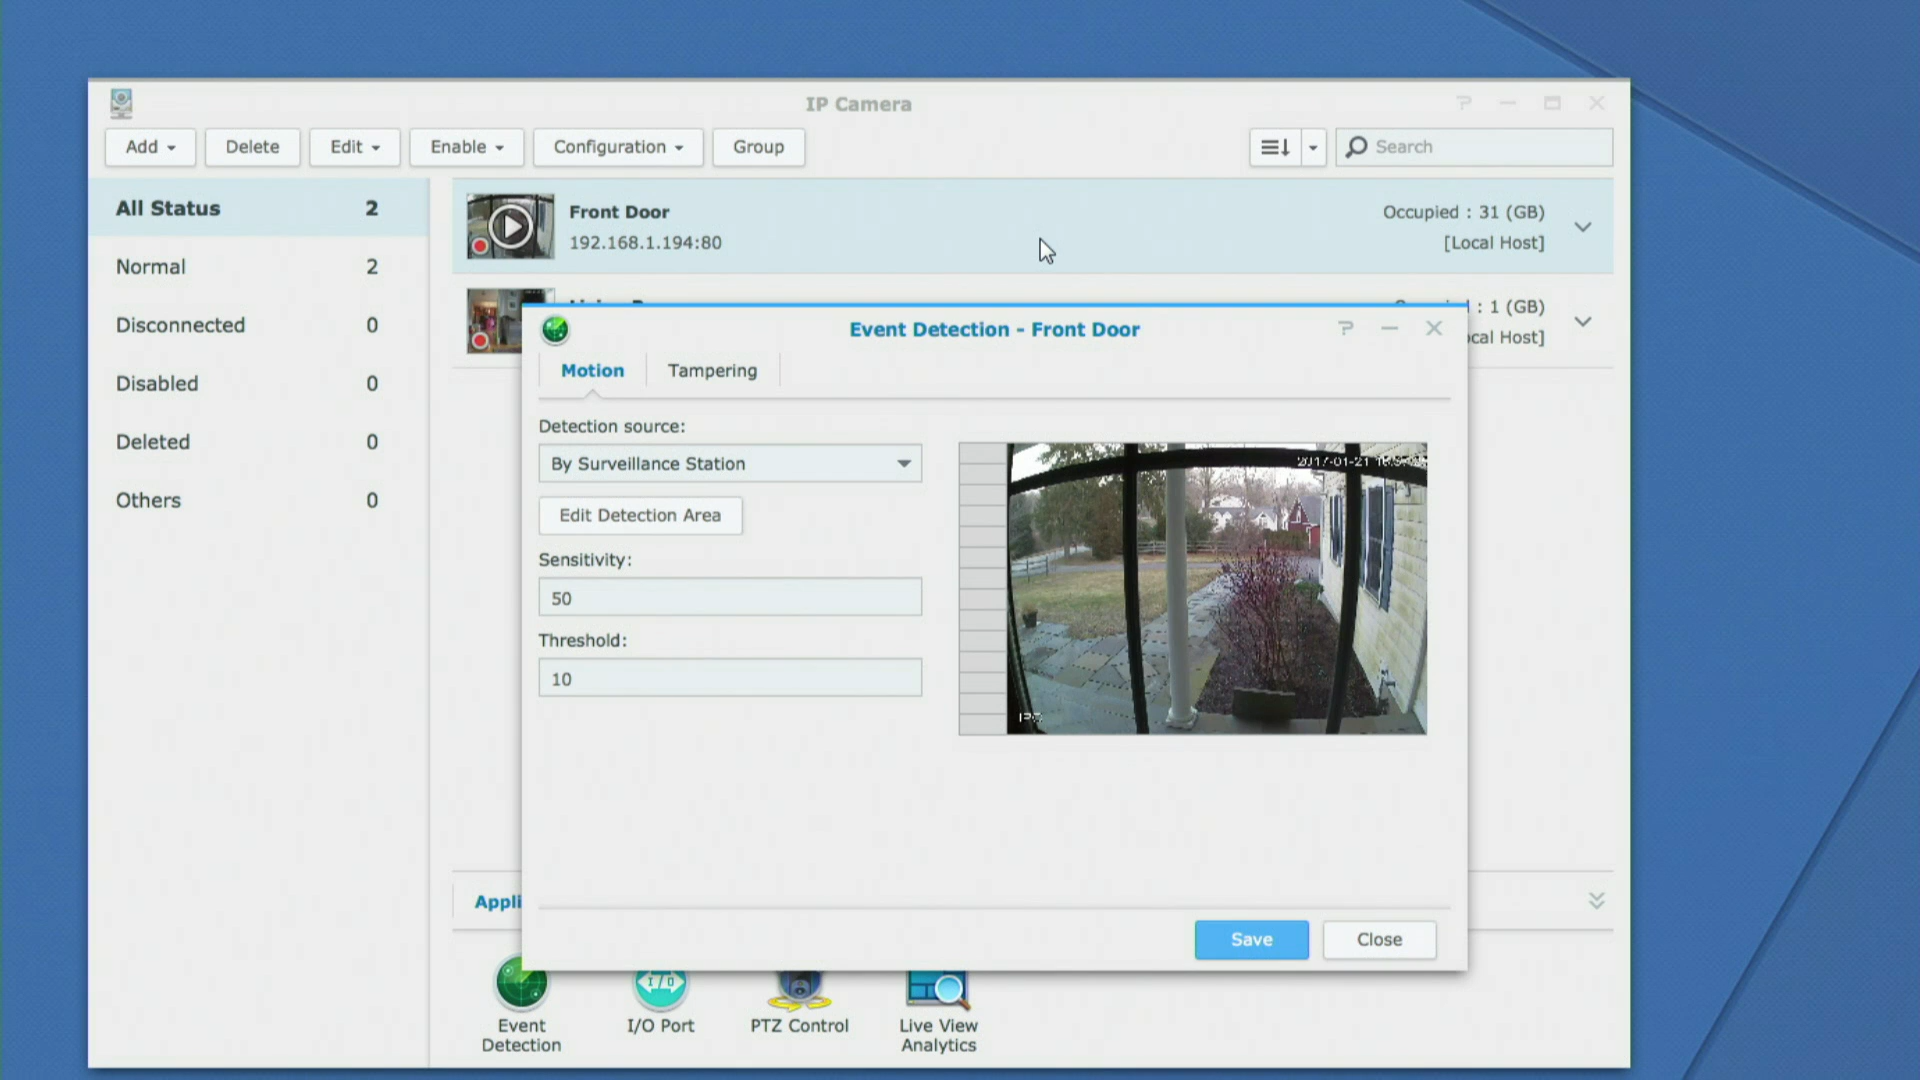 IP Camera
Add
Delete
Edit
Enable
Configuration
Group
Search
All Status 2
Normal 2
Disconnected 0
Disabled 0
Deleted 0
Others 0
Front Door
192.168.1.194:80
Occupied : 31 (GB)
[Local Host]
: 1 (GB)
Host]
Event Detection - Front Door
Motion
Tampering
Detection source:
By Surveillance Station
Edit Detection Area
Sensitivity:
50
Threshold:
10
2017-01-21
Save
Close
Appli
Event Detection
I/O
I/O Port
PTZ Control
Live View Analytics